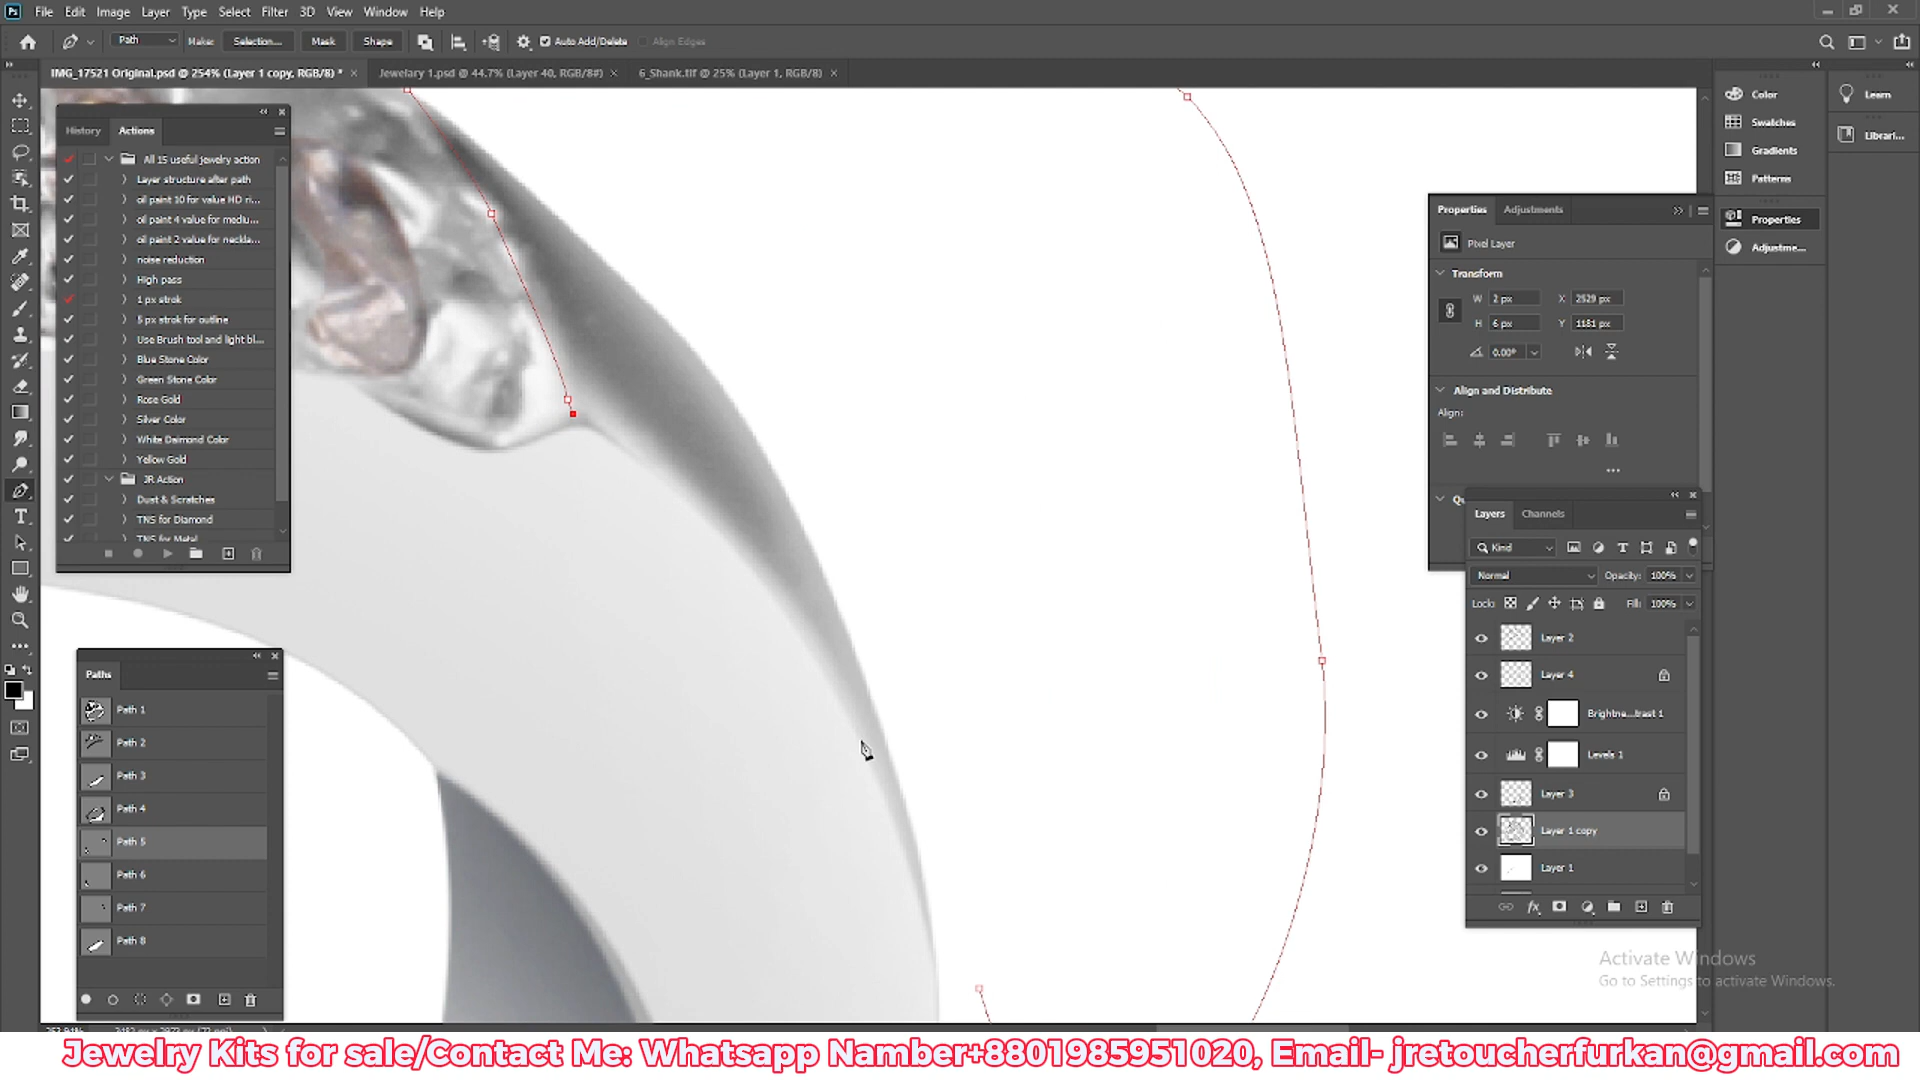 Ps File Edit Image Layer Type Select Filter 3D View Window Help
Path Make: Selection... Mask Shape Auto Add/Delete Align Edges
IMG_17521 Original.psd @ 254% (Layer 1 copy, RGB/8) * × Jewelary 1.psd @ 44.7% (Layer 40, RGB/8#) × 6_Shank.tif @ 25% (Layer 1, RGB/8) ×
History Actions
All 15 useful jewelry action
Layer structure after path
oil paint 10 for value HD ri...
oil paint 4 value for mediu...
oil paint 2 value for neckla...
noise reduction
High pass
1 px strok
5 px strok for outline
Use Brush tool and light bl...
Blue Stone Color
Green Stone Color
Rose Gold
Silver Color
White Daimond Color
Yellow Gold
JR Action
Dust & Scratches
TNS for Diamond
TNS for Metal
Paths
Path 1
Path 2
Path 3
Path 4
Path 5
Path 6
Path 7
Path 8
Color
Swatches
Gradients
Patterns
Properties
Adjustme...
Learn
Librari...
Properties Adjustments
Pixel Layer
Transform
W 2 px X 2529 px
H 6 px Y 1181 px
0.00°
Align and Distribute
Align:
Layers Channels
Kind
Normal Opacity: 100%
Lock: Fill: 100%
Layer 2
Layer 4
Brightne...trast 1
Levels 1
Layer 3
Layer 1 copy
Layer 1
Activate Windows
Go to Settings to activate Windows.
Jewelry Kits for sale/Contact Me: Whatsapp Namber+8801985951020, Email- jretoucherfurkan@gmail.com